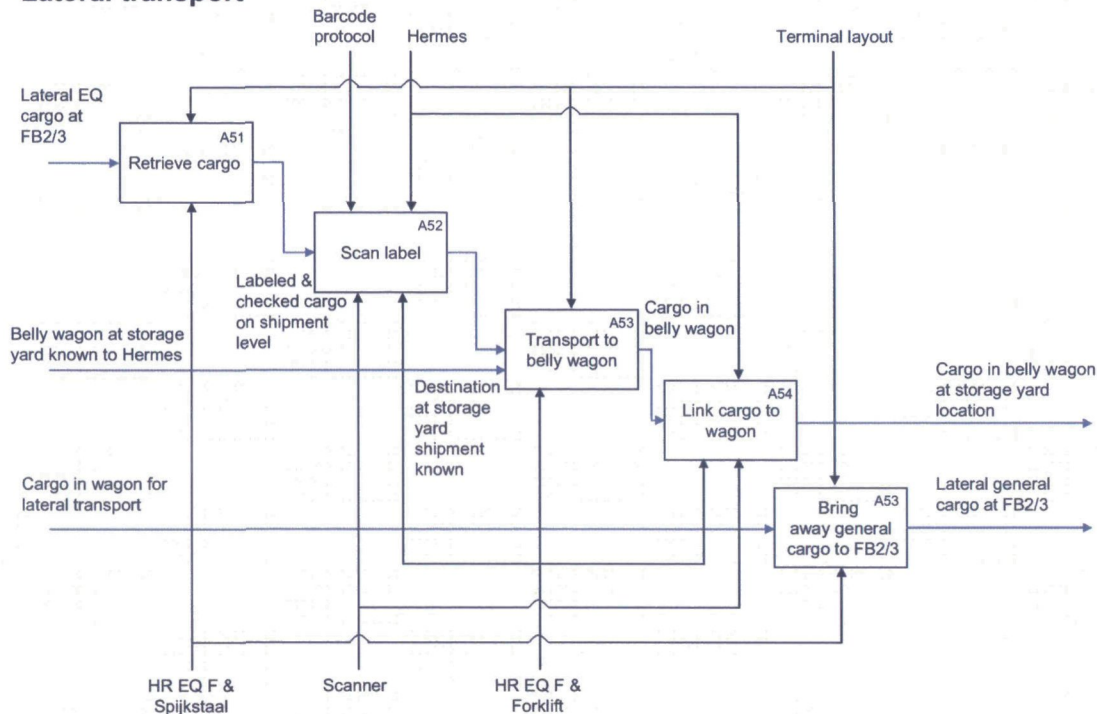 Lateral transport
Barcode
protocol
Hermes
Terminal layout
Lateral EQ
cargo at
FB2/3
A51
Retrieve cargo
A52
Scan label
Labeled &
checked cargo
on shipment
level
Belly wagon at storage
yard known to Hermes
A53
Transport to
belly wagon
Cargo in
belly wagon
Destination
at storage
yard
shipment
known
A54
Link cargo to
wagon
Cargo in belly wagon
at storage yard
location
Cargo in wagon for
lateral transport
A53
Bring
away general
cargo to FB2/3
Lateral general
cargo at FB2/3
HR EQ F &
Spijkstaal
Scanner
HR EQ F &
Forklift